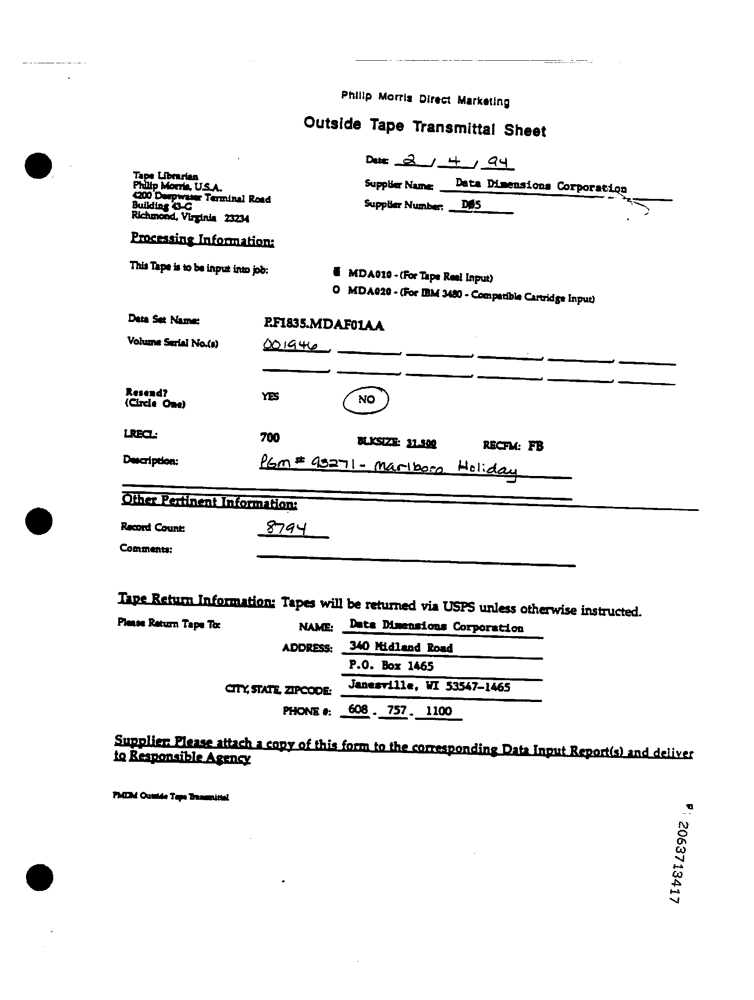 Philip Morris Direct Marketing
Outside Tape Transmittal Sheet
Date: 2 / 4 / 94
Tape Librarian
Philip Morris, U.S.A.
4200 Deepwater Terminal Road
Building 43-C
Richmond, Virginia 23234
Supplier Name: Data Dimensions Corporation
Supplier Number: DØ5
Processing Information:
This Tape is to be input into job:
MDA010 - (For Tape Reel Input)
O MDA020 - (For IBM 3480 - Compatible Cartridge Input)
Data Set Name: P.F1835.MDAF01AA
Volume Serial No.(s) 001946
Resend? YES NO
(Circle One)
LRECL: 700 BLKSIZE: 31,500 RECFM: FB
Description: PGm # 93271 - Marlboro Holiday
Other Pertinent Information:
Record Count: 8794
Comments:
Tape Return Information: Tapes will be returned via USPS unless otherwise instructed.
Please Return Tape To: NAME: Data Dimensions Corporation
ADDRESS: 340 Midland Road
P.O. Box 1465
CITY, STATE, ZIPCODE: Janesville, WI 53547-1465
PHONE #: 608 . 757 . 1100
Supplier: Please attach a copy of this form to the corresponding Data Input Report(s) and deliver
to Responsible Agency
PMDM Outside Tape Transmittal
2063713417